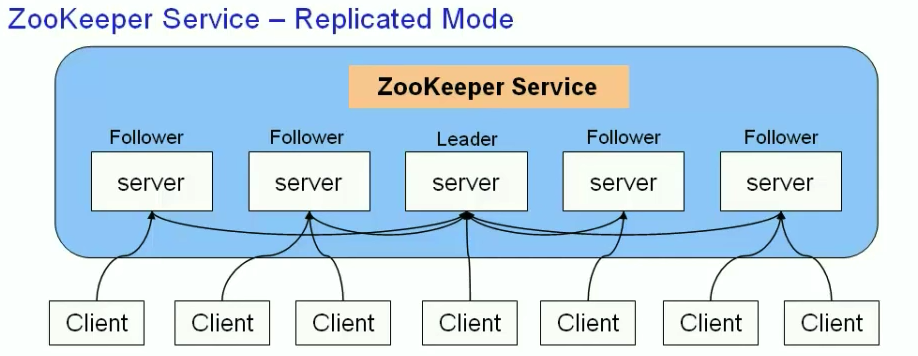 ZooKeeper Service – Replicated Mode
ZooKeeper Service
Follower Follower Leader Follower Follower
server server server server server
Client Client Client Client Client Client Client